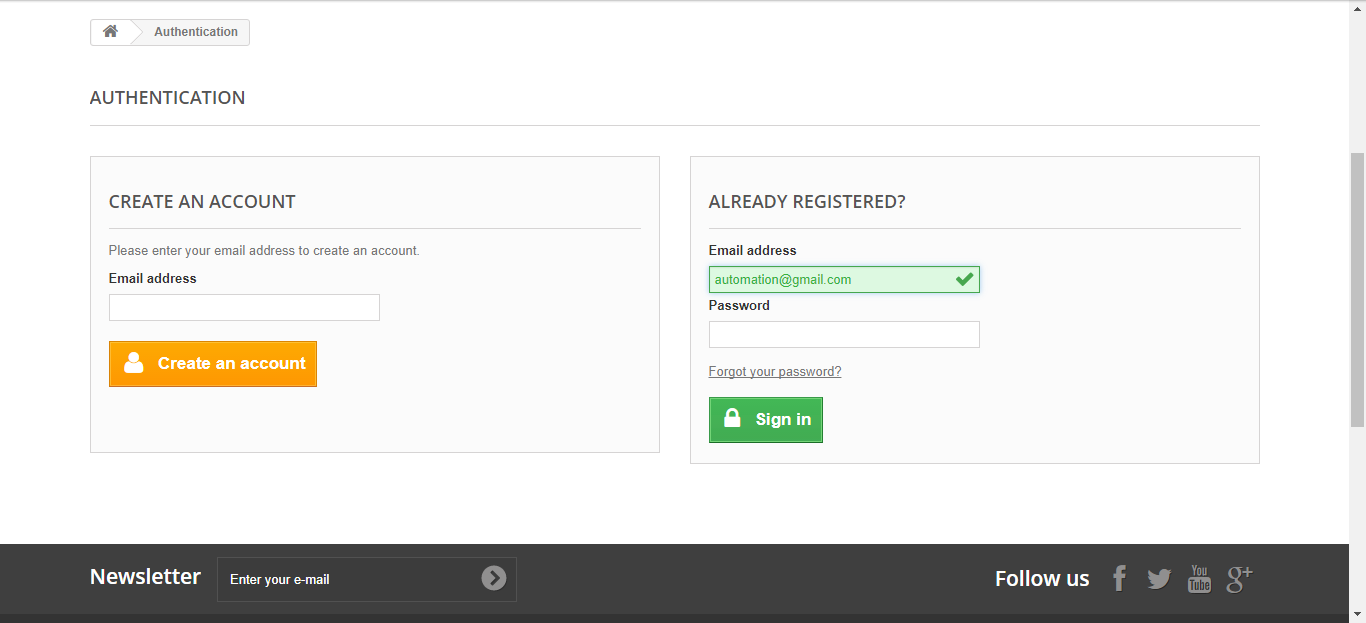 Authentication
AUTHENTICATION
CREATE AN ACCOUNT
Please enter your email address to create an account.
Email address
Create an account
ALREADY REGISTERED?
Email address
automation@gmail.com
Password
Forgot your password?
Sign in
Newsletter
Enter your e-mail
Follow us
You
Tube
g+